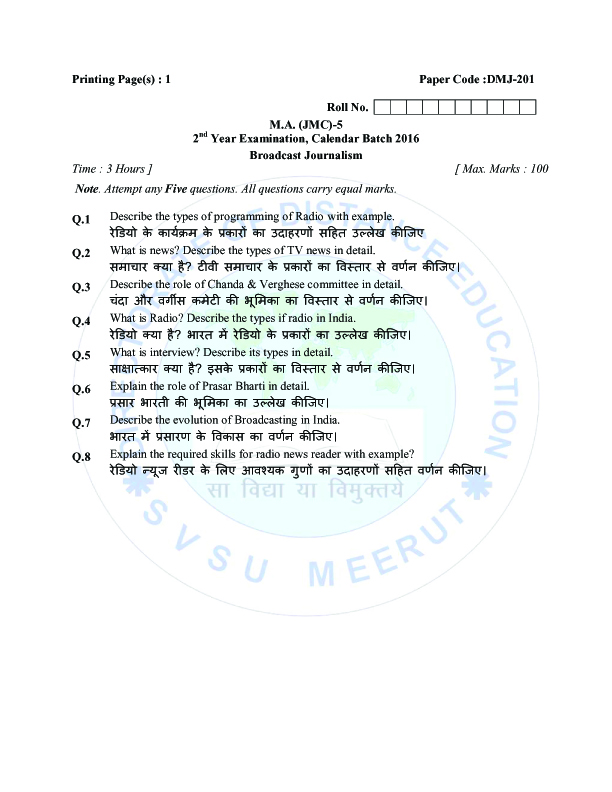 Printing Page(s) : 1 Paper Code :DMJ-201
Roll No.
M.A. (JMC)-5
2nd Year Examination, Calendar Batch 2016
Broadcast Journalism
Time : 3 Hours ] [ Max. Marks : 100
Note. Attempt any Five questions. All questions carry equal marks.
Q.1 Describe the types of programming of Radio with example.
रेडियो के कार्यक्रम के प्रकारों का उदाहरणों सहित उल्लेख कीजिए
Q.2 What is news? Describe the types of TV news in detail.
समाचार क्या है? टीवी समाचार के प्रकारों का विस्तार से वर्णन कीजिए।
Q.3 Describe the role of Chanda & Verghese committee in detail.
चंदा और वर्गीस कमेटी की भूमिका का विस्तार से वर्णन कीजिए।
Q.4 What is Radio? Describe the types if radio in India.
रेडियो क्या है? भारत में रेडियो के प्रकारों का उल्लेख कीजिए।
Q.5 What is interview? Describe its types in detail.
साक्षात्कार क्या है? इसके प्रकारों का विस्तार से वर्णन कीजिए।
Q.6 Explain the role of Prasar Bharti in detail.
प्रसार भारती की भूमिका का उल्लेख कीजिए।
Q.7 Describe the evolution of Broadcasting in India.
भारत में प्रसारण के विकास का वर्णन कीजिए।
Q.8 Explain the required skills for radio news reader with example?
रेडियो न्यूज रीडर के लिए आवश्यक गुणों का उदाहरणों सहित वर्णन कीजिए।
DIRECTORATE OF DISTANCE EDUCATION
सा विद्या या विमुक्तये
SVSU MEERUT